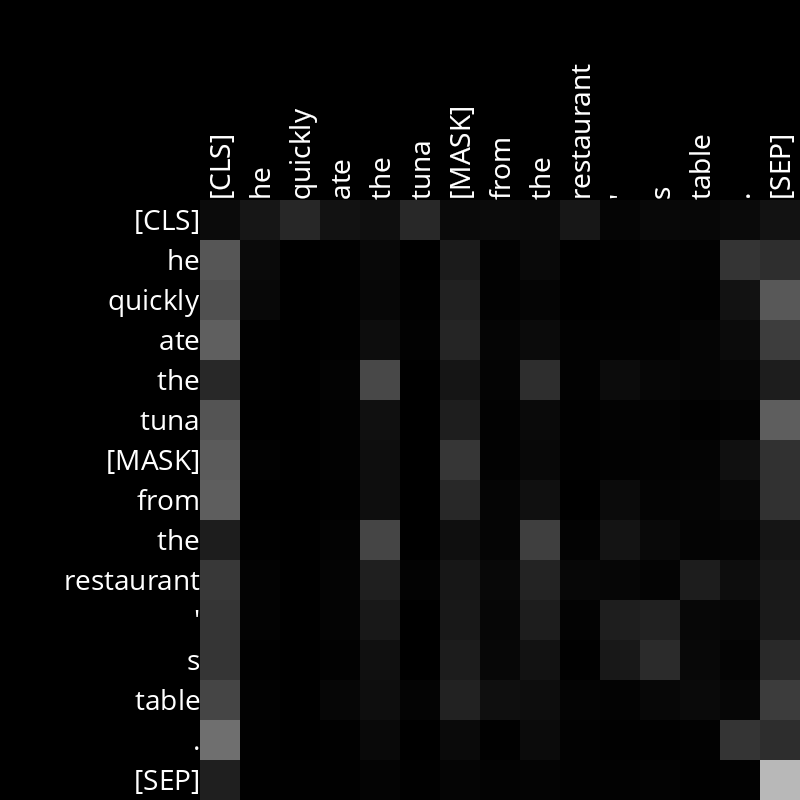 [CLS] he quickly ate the tuna [MASK] from the restaurant ' s table . [SEP]
[CLS]
he
quickly
ate
the
tuna
[MASK]
from
the
restaurant
'
s
table
.
[SEP]